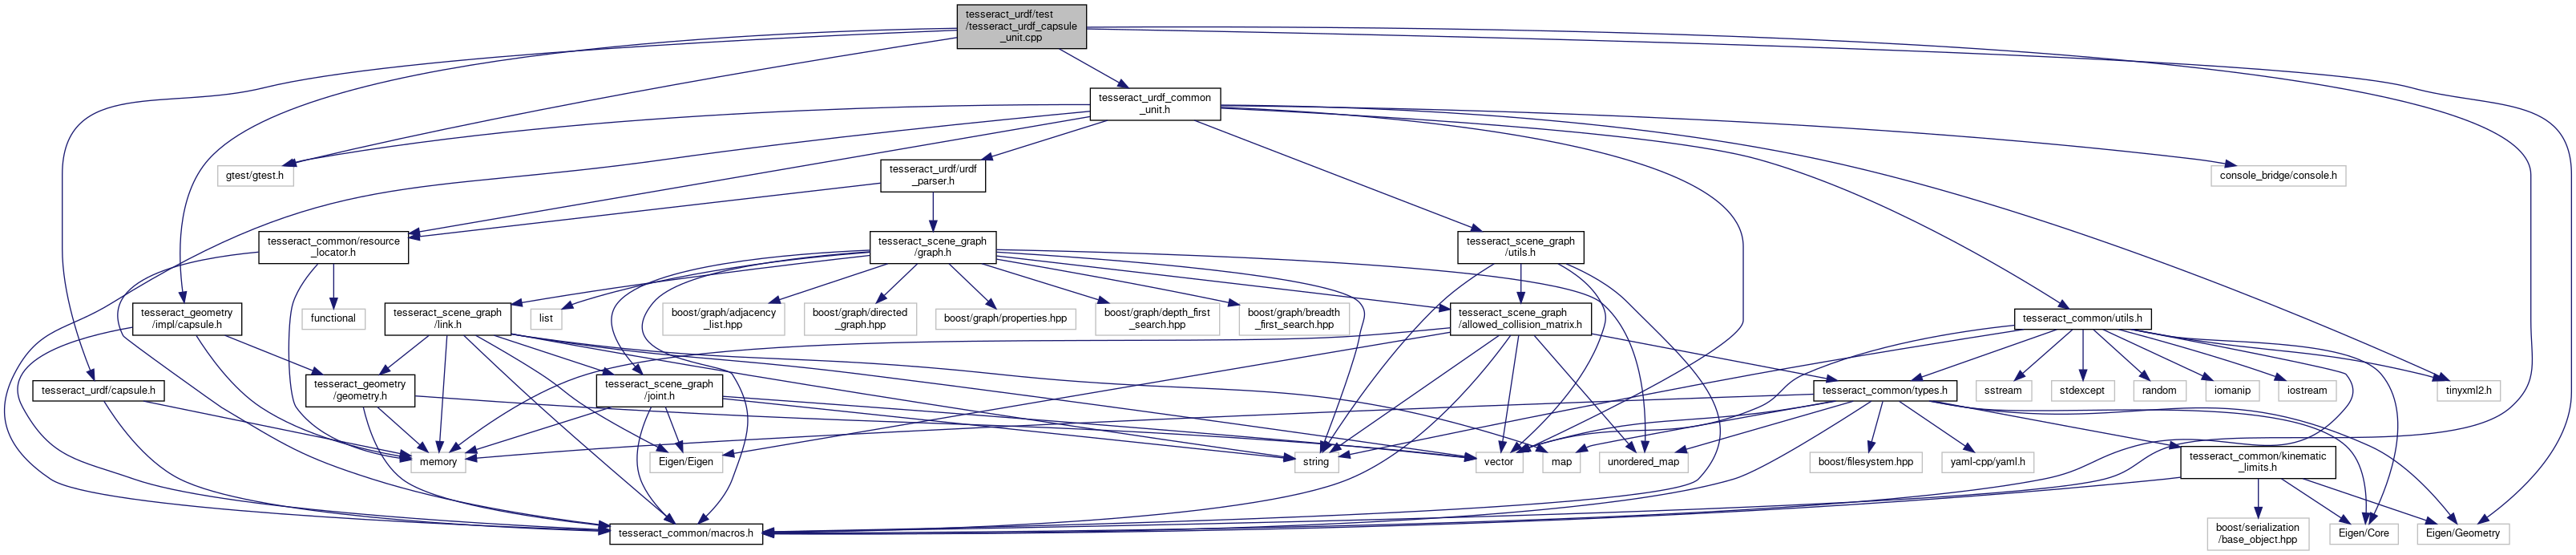 tesseract_urdf/test
/tesseract_urdf_capsule
_unit.cpp
tesseract_urdf_common
_unit.h
gtest/gtest.h
tesseract_urdf/urdf
_parser.h
console_bridge/console.h
tesseract_common/resource
_locator.h
tesseract_scene_graph
/graph.h
tesseract_scene_graph
/utils.h
tesseract_geometry
/impl/capsule.h
functional
tesseract_scene_graph
/link.h
list
boost/graph/adjacency
_list.hpp
boost/graph/directed
_graph.hpp
boost/graph/properties.hpp
boost/graph/depth_first
_search.hpp
boost/graph/breadth
_first_search.hpp
tesseract_scene_graph
/allowed_collision_matrix.h
tesseract_common/utils.h
tesseract_urdf/capsule.h
tesseract_geometry
/geometry.h
tesseract_scene_graph
/joint.h
tesseract_common/types.h
sstream
stdexcept
random
iomanip
iostream
tinyxml2.h
memory
Eigen/Eigen
string
vector
map
unordered_map
boost/filesystem.hpp
yaml-cpp/yaml.h
tesseract_common/kinematic
_limits.h
tesseract_common/macros.h
boost/serialization
/base_object.hpp
Eigen/Core
Eigen/Geometry